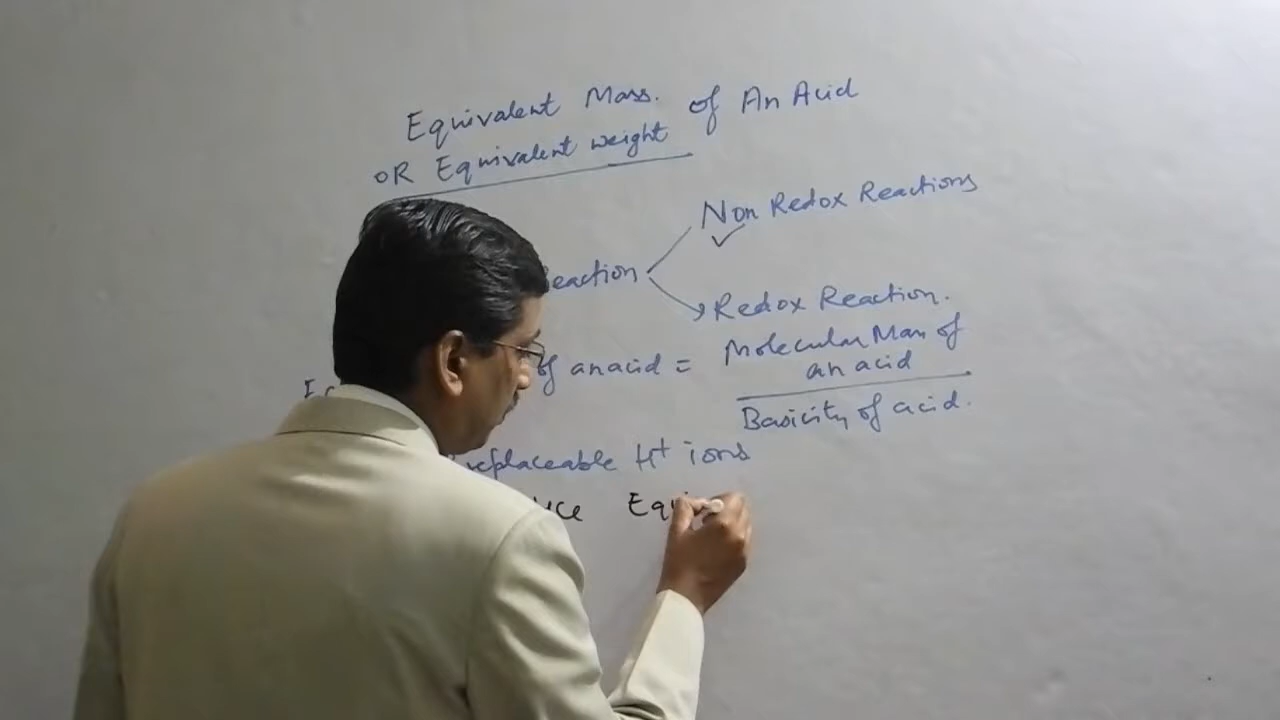 Equivalent Mass. of An Acid
OR Equivalent weight
Non Redox Reactions
eaction
Redox Reaction.
of an acid = Molecular Mass of
an acid
Basicity of acid.
replaceable H+ ions
Equi